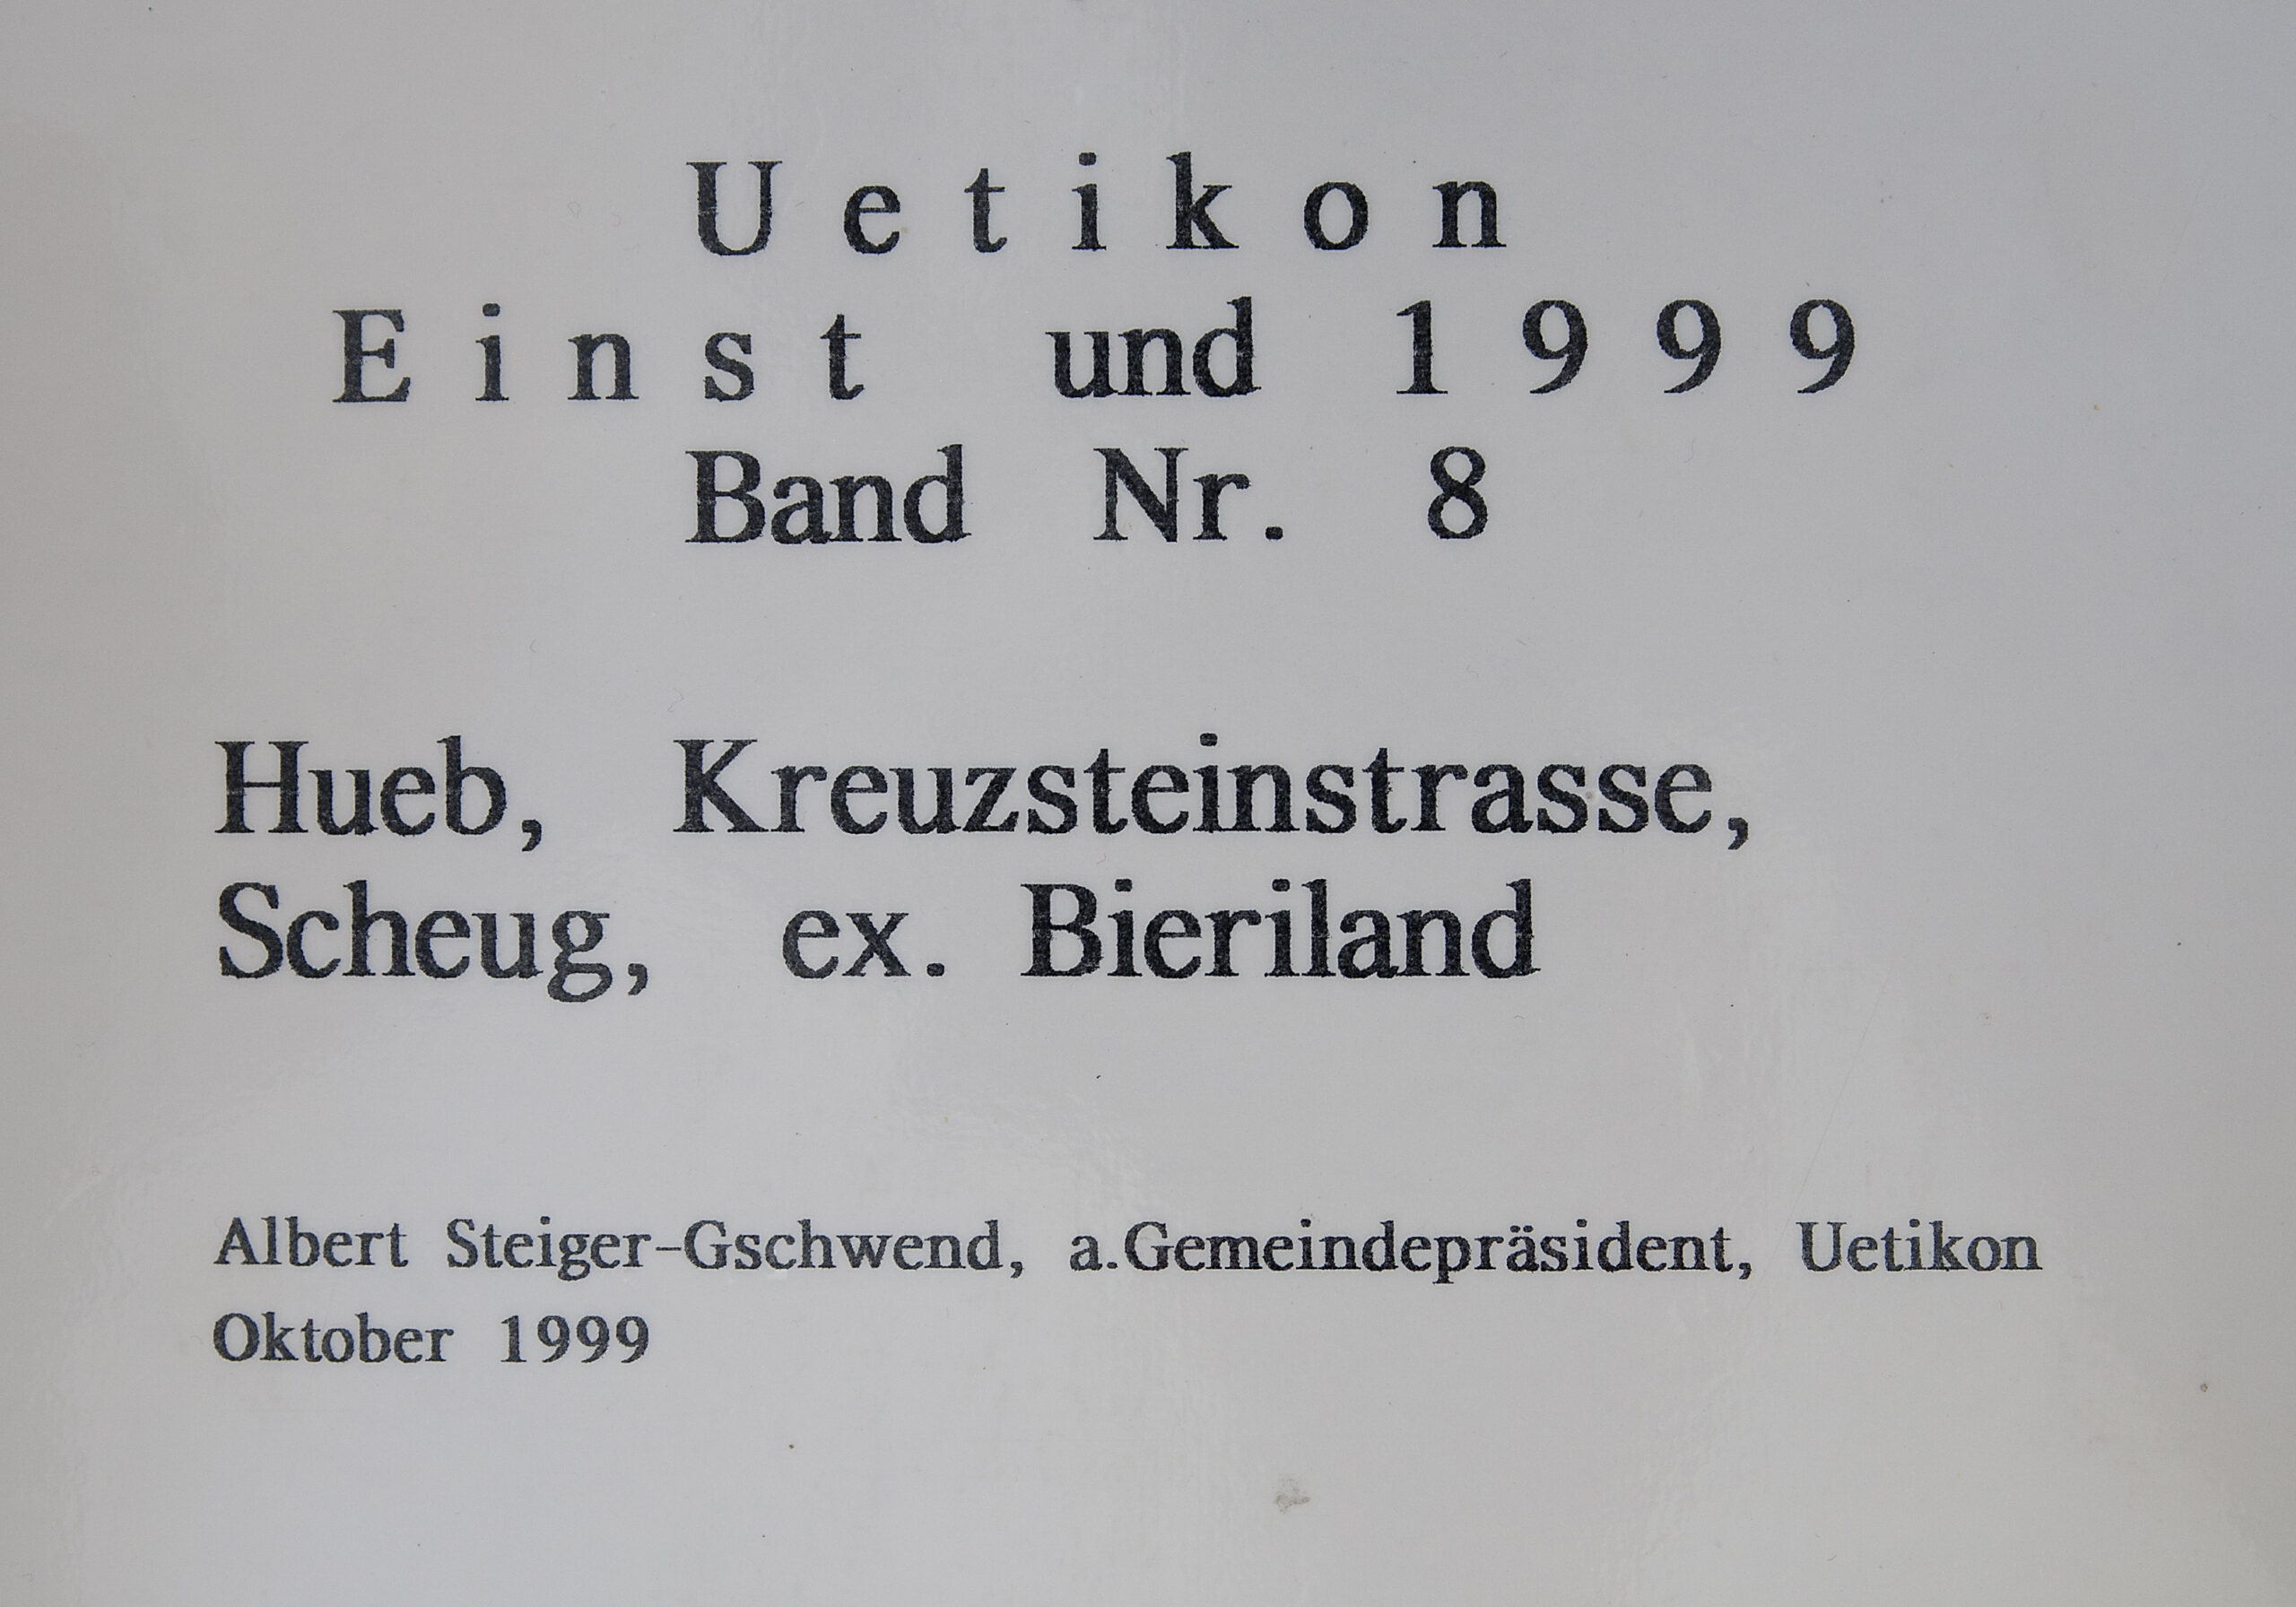 Uetikon
Einst und 1999
Band Nr. 8
Hueb, Kreuzsteinstrasse,
Scheug, ex. Bieriland
Albert Steiger-Gschwend, a.Gemeindepräsident, Uetikon
Oktober 1999